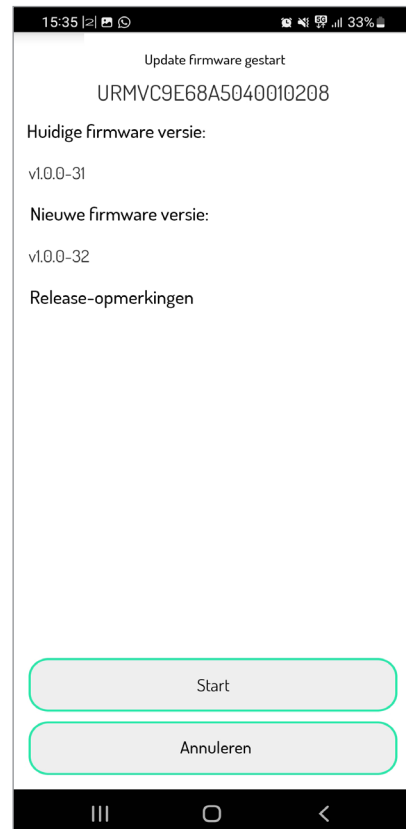 15:35 33%
Update firmware gestart
URMVC9E68A5040010208
Huidige firmware versie:
v1.0.0-31
Nieuwe firmware versie:
v1.0.0-32
Release-opmerkingen
Start
Annuleren